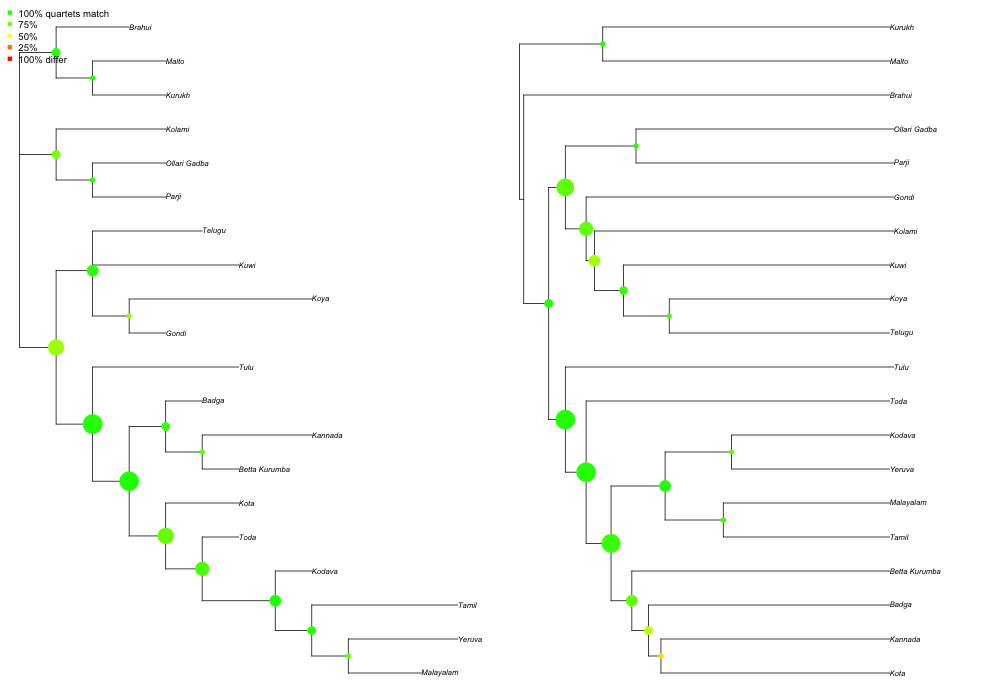 100% quartets match
75%
50%
25%
100% differ
Brahui
Malto
Kurukh
Kolami
Ollari Gadba
Parji
Telugu
Kuwi
Koya
Gondi
Tulu
Badga
Kannada
Betta Kurumba
Kota
Toda
Kodava
Tamil
Yeruva
Malayalam
Kurukh
Malto
Brahui
Ollari Gadba
Parji
Gondi
Kolami
Kuwi
Koya
Telugu
Tulu
Toda
Kodava
Yeruva
Malayalam
Tamil
Betta Kurumba
Badga
Kannada
Kota